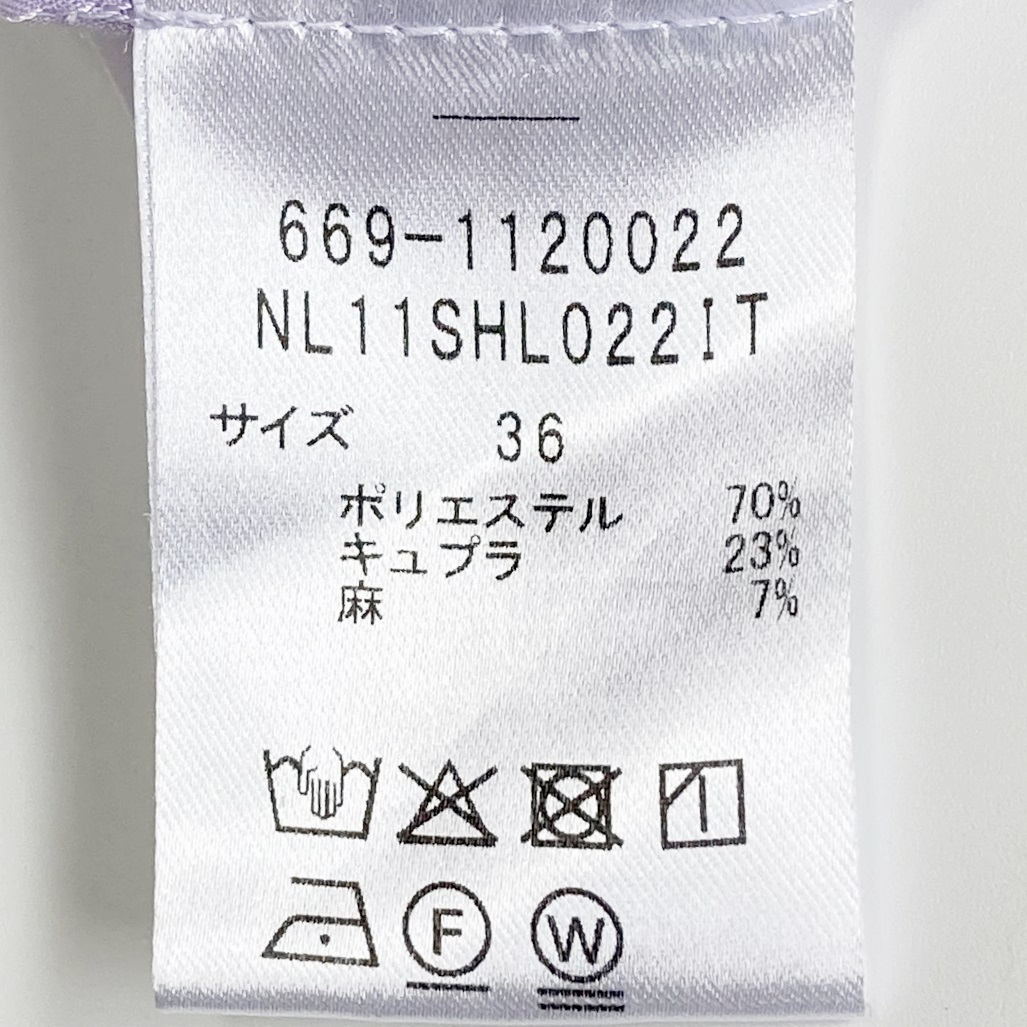 669-1120022
NL11SHL022IT
サイズ 36
ポリエステル 70%
キュプラ 23%
麻 7%
F W